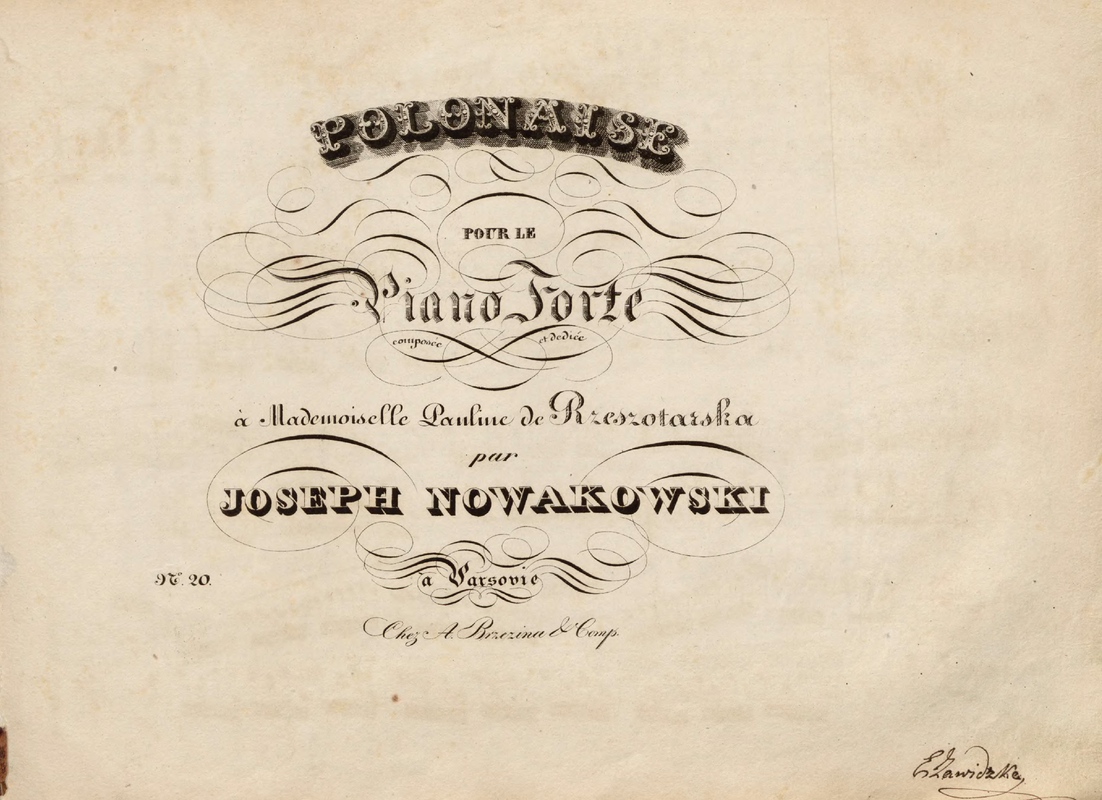 POLONAISE
POUR LE
Piano Forte
composée et dediée
à Mademoiselle Pauline de Rzeszotarska
par
JOSEPH NOWAKOWSKI
à Varsovie
Nº. 20.
Chez A. Brzezina & Comp.